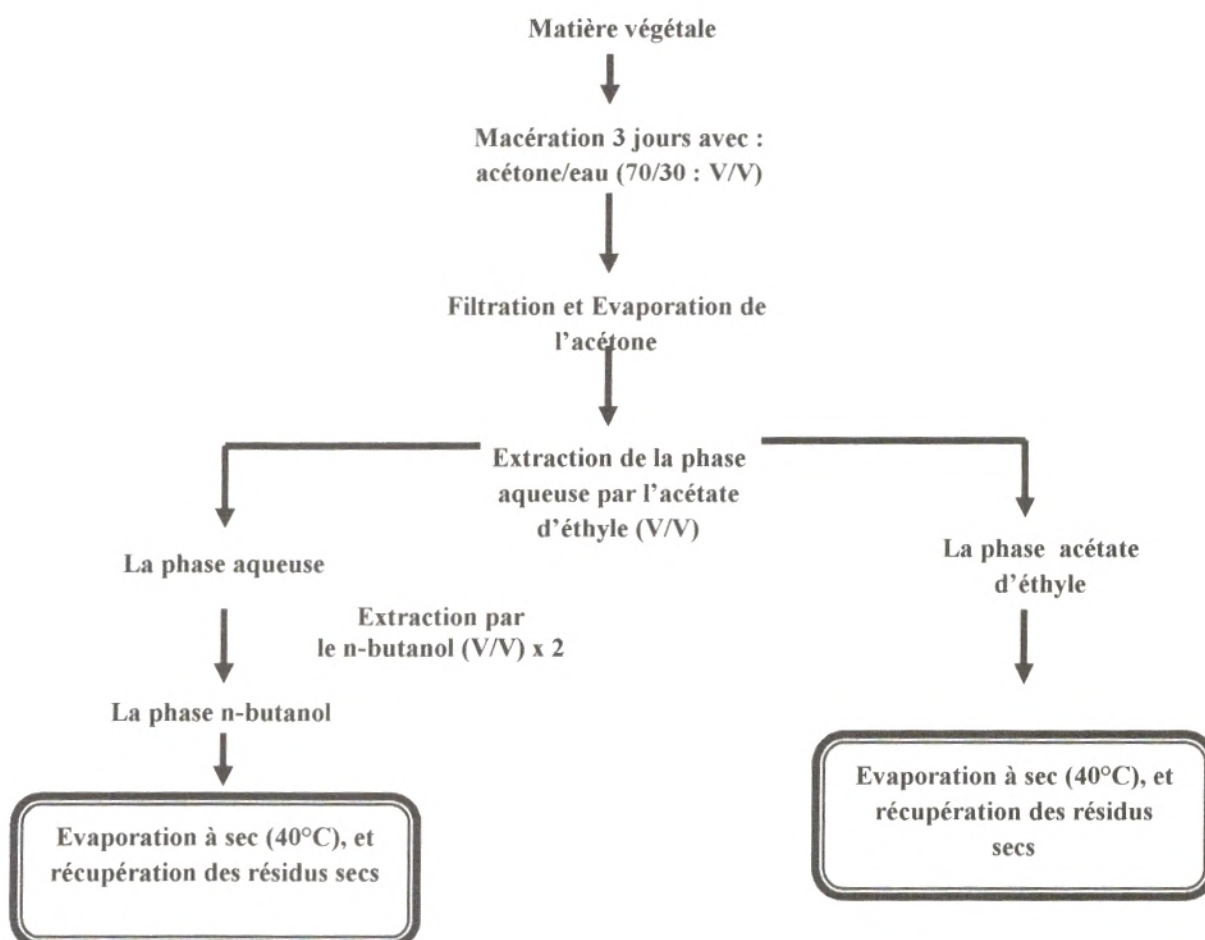 Matière végétale
Macération 3 jours avec :
acétone/eau (70/30 : V/V)
Filtration et Evaporation de
l'acétone
Extraction de la phase
aqueuse par l'acétate
d'éthyle (V/V)
La phase aqueuse
La phase acétate
d'éthyle
Extraction par
le n-butanol (V/V) x 2
La phase n-butanol
Evaporation à sec (40°C), et
récupération des résidus secs
Evaporation à sec (40°C), et
récupération des résidus
secs